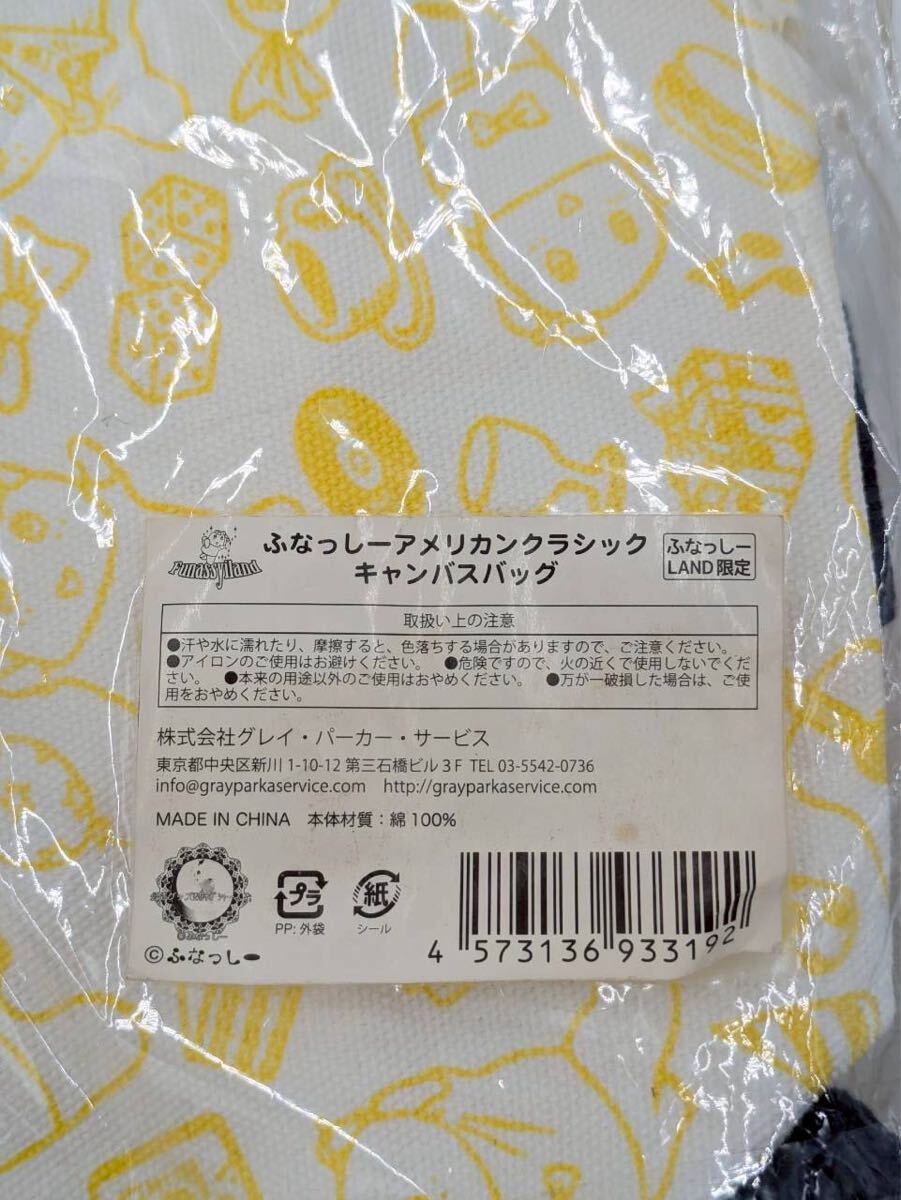 Funassyiland
ふなっしーアメリカンクラシック
キャンバスバッグ
ふなっしー
LAND限定
取扱い上の注意
●汗や水に濡れたり、摩擦すると、色落ちする場合がありますので、ご注意ください。
●アイロンのご使用はお避けください。 ●危険ですので、火の近くで使用しないでくだ
さい。 ●本来の用途以外のご使用はおやめください。 ●万が一破損した場合は、ご使
用をおやめください。
株式会社グレイ・パーカー・サービス
東京都中央区新川 1-10-12 第三石橋ビル 3 F TEL 03-5542-0736
info@grayparkaservice.com http://grayparkaservice.com
MADE IN CHINA 本体材質：綿 100%
プラ
PP: 外袋
紙
シール
©ふなっしー
4 573136 933192